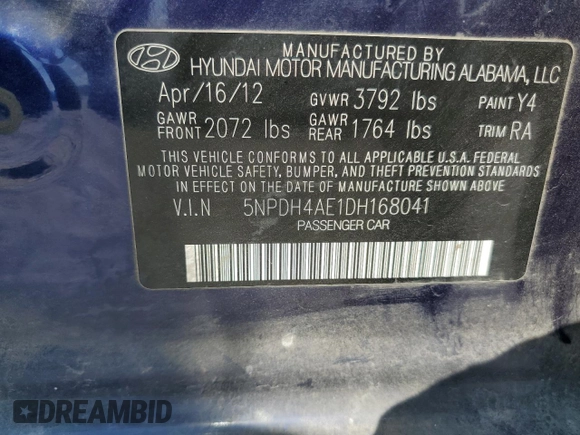 MANUFACTURED BY
HYUNDAI MOTOR MANUFACTURING ALABAMA, LLC
Apr/16/12 GVWR 3792 lbs PAINT Y4
GAWR FRONT 2072 lbs GAWR REAR 1764 lbs TRIM RA
THIS VEHICLE CONFORMS TO ALL APPLICABLE U.S.A. FEDERAL
MOTOR VEHICLE SAFETY, BUMPER, AND THEFT PREVENTION STANDARDS
IN EFFECT ON THE DATE OF MANUFACTURE SHOWN ABOVE
V.I.N 5NPDH4AE1DH168041
PASSENGER CAR
DREAMBID